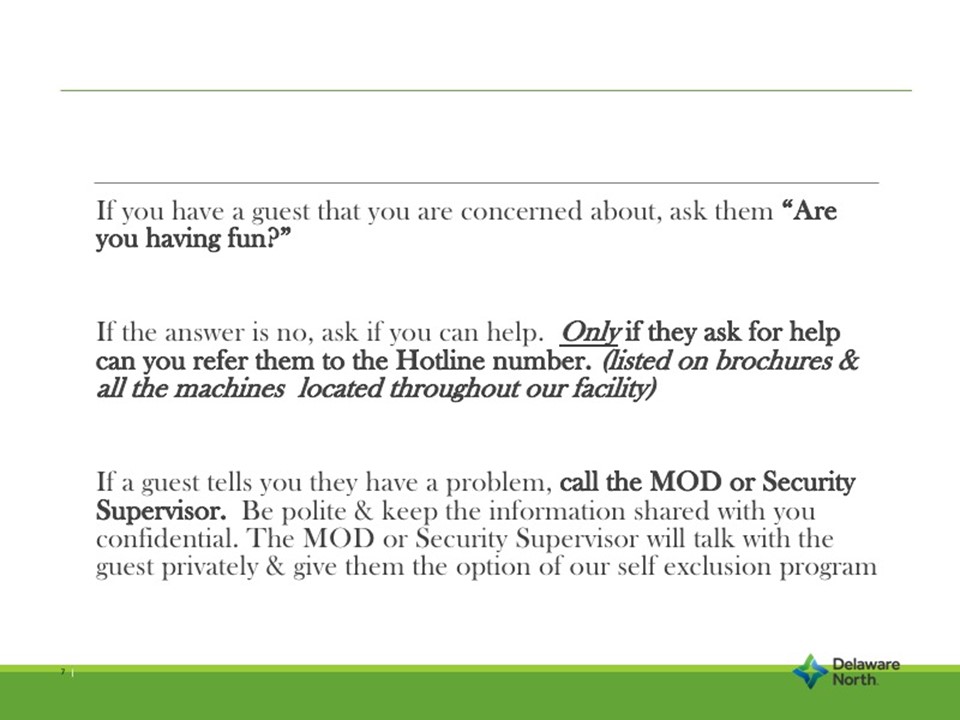 If you have a guest that you are concerned about, ask them “Are
you having fun?”
If the answer is no, ask if you can help.  Only if they ask for help
can you refer them to the Hotline number. (listed on brochures &
all the machines  located throughout our facility)
If a guest tells you they have a problem, call the MOD or Security
Supervisor.  Be polite & keep the information shared with you
confidential. The MOD or Security Supervisor will talk with the
guest privately & give them the option of our self exclusion program
7 |
Delaware
North